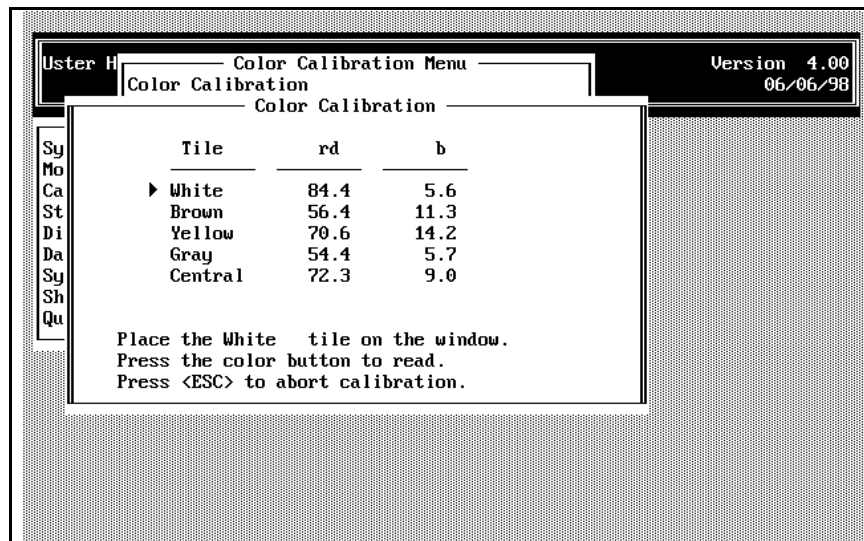 Uster H
Version 4.00
06/06/98
Color Calibration Menu
Color Calibration
Color Calibration
Sy
Mo
Ca
St
Di
Da
Sy
Sh
Qu
Tile rd b
White 84.4 5.6
Brown 56.4 11.3
Yellow 70.6 14.2
Gray 54.4 5.7
Central 72.3 9.0
Place the White tile on the window.
Press the color button to read.
Press <ESC> to abort calibration.